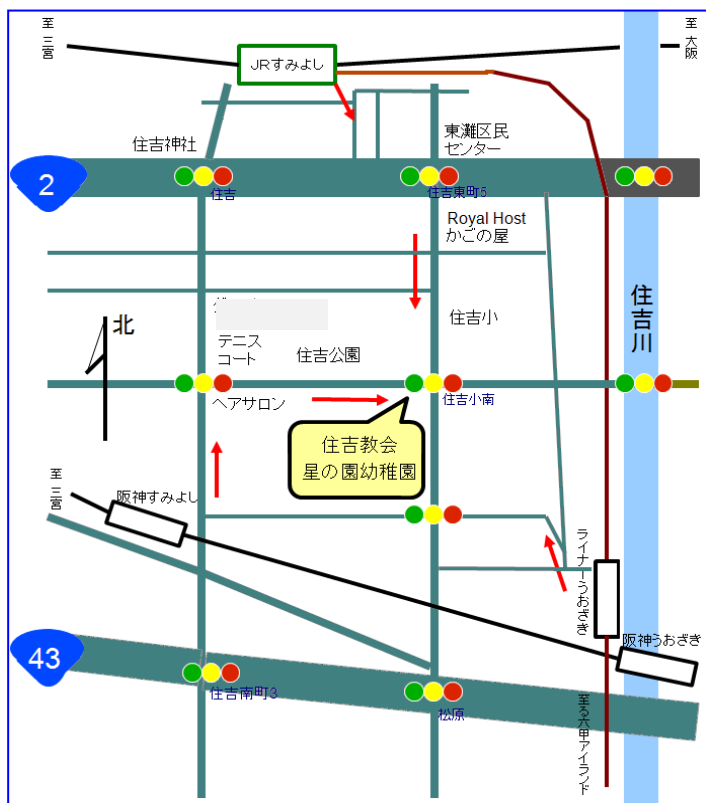 至 三宮
至 大阪
JRすみよし
住吉神社
東灘区民
センター
2
住吉
住吉東町5
Royal Host
かごの屋
住吉川
北
住吉小
テニス
コート
住吉公園
ヘアサロン
住吉小南
住吉教会
星の園幼稚園
至 三宮
阪神すみよし
ライナーうおざき
阪神うおざき
43
住吉南町3
松原
至る六甲アイランド